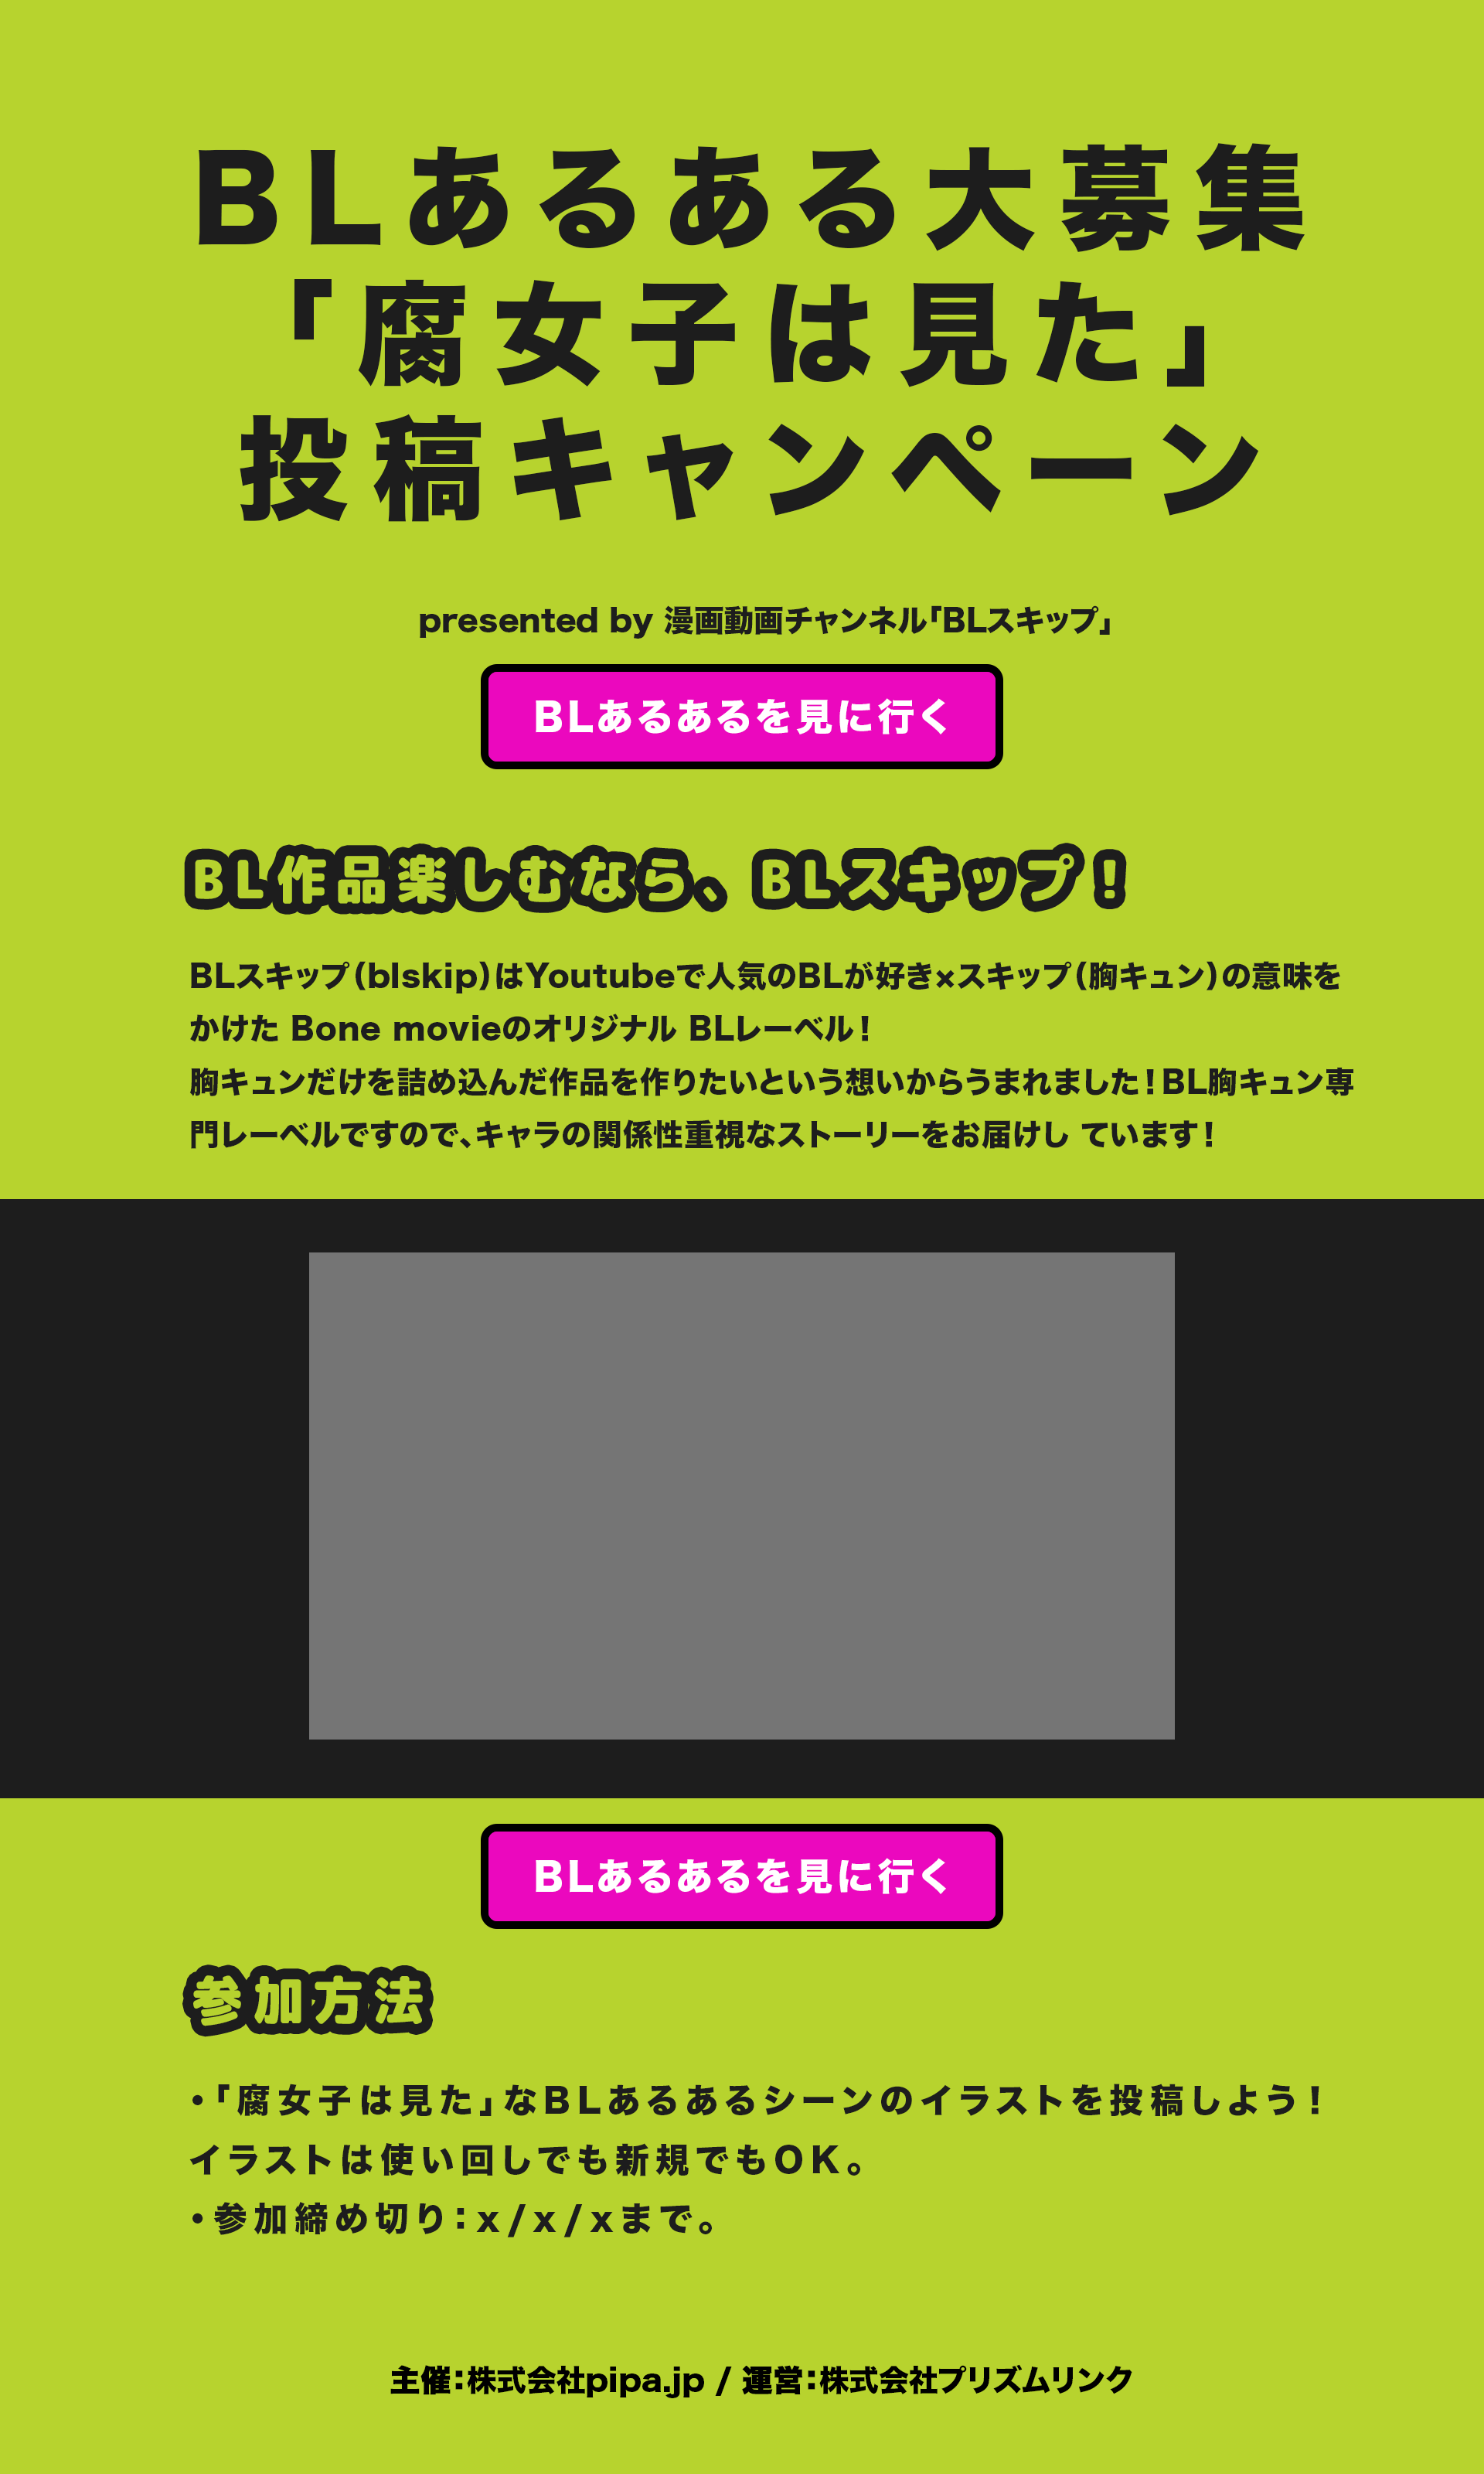 BLあるある大募集
「腐女子は見た」
投稿キャンペーン
presented by 漫画動画チャンネル「BLスキップ」
BLあるあるを見に行く
BL作品楽しむなら、BLスキップ！
BLスキップ（blskip）はYoutubeで人気のBLが好き×スキップ（胸キュン）の意味を
かけた Bone movieのオリジナル BLレーベル！
胸キュンだけを詰め込んだ作品を作りたいという想いからうまれました！BL胸キュン専
門レーベルですので、キャラの関係性重視なストーリーをお届けし ています！
BLあるあるを見に行く
参加方法
・「腐女子は見た」なBLあるあるシーンのイラストを投稿しよう！
イラストは使い回しでも新規でもOK。
・参加締め切り：x/x/xまで。
主催：株式会社pipa.jp / 運営：株式会社プリズムリンク